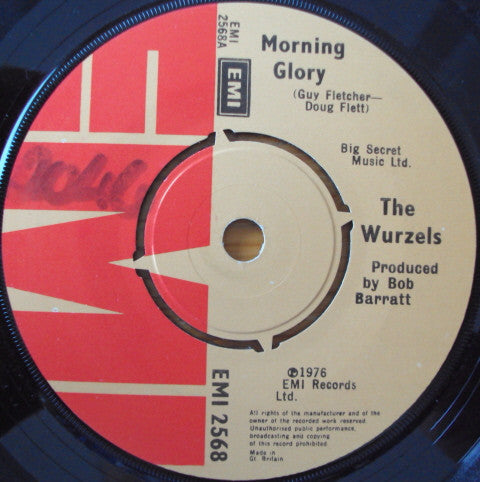 Morning
Glory
(Guy Fletcher—
Doug Flett)
EMI
2568A
EMI
Big Secret
Music Ltd.
The
Wurzels
Produced
by Bob
Barratt
℗1976
EMI Records
Ltd.
EMI 2568
All rights of the manufacturer and of the
owner of the recorded work reserved.
Unauthorised public performance,
broadcasting and copying
of this record prohibited.
Made in
Gt. Britain
EMI